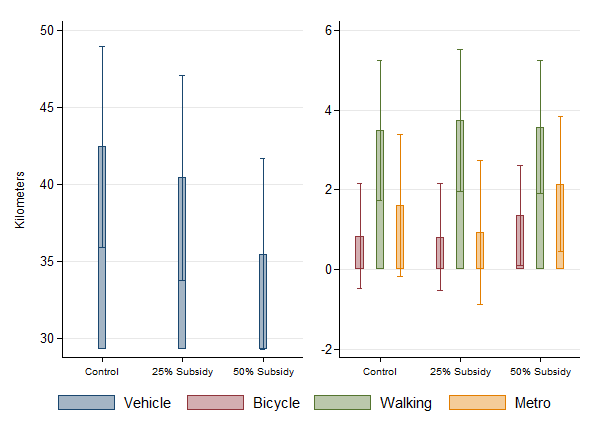 Kilometers
50
45
40
35
30
Control
25% Subsidy
50% Subsidy
6
4
2
0
-2
Control
25% Subsidy
50% Subsidy
Vehicle
Bicycle
Walking
Metro